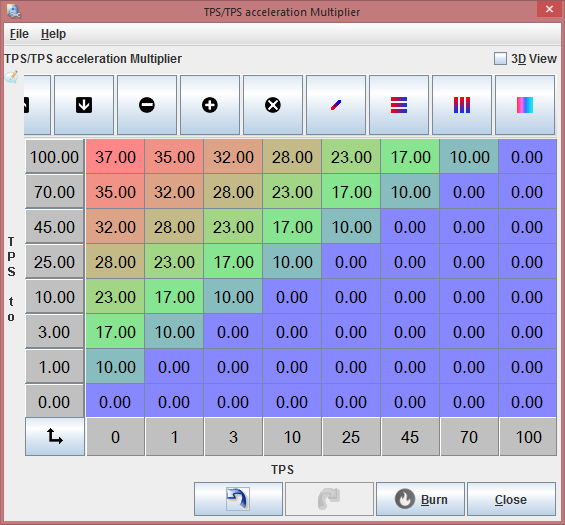 TPS/TPS acceleration Multiplier
File Help
TPS/TPS acceleration Multiplier 3D View
100.00 37.00 35.00 32.00 28.00 23.00 17.00 10.00 0.00
70.00 35.00 32.00 28.00 23.00 17.00 10.00 0.00 0.00
45.00 32.00 28.00 23.00 17.00 10.00 0.00 0.00 0.00
25.00 28.00 23.00 17.00 10.00 0.00 0.00 0.00 0.00
10.00 23.00 17.00 10.00 0.00 0.00 0.00 0.00 0.00
3.00 17.00 10.00 0.00 0.00 0.00 0.00 0.00 0.00
1.00 10.00 0.00 0.00 0.00 0.00 0.00 0.00 0.00
0.00 0.00 0.00 0.00 0.00 0.00 0.00 0.00 0.00
TPS to
0 1 3 10 25 45 70 100
TPS
Burn Close